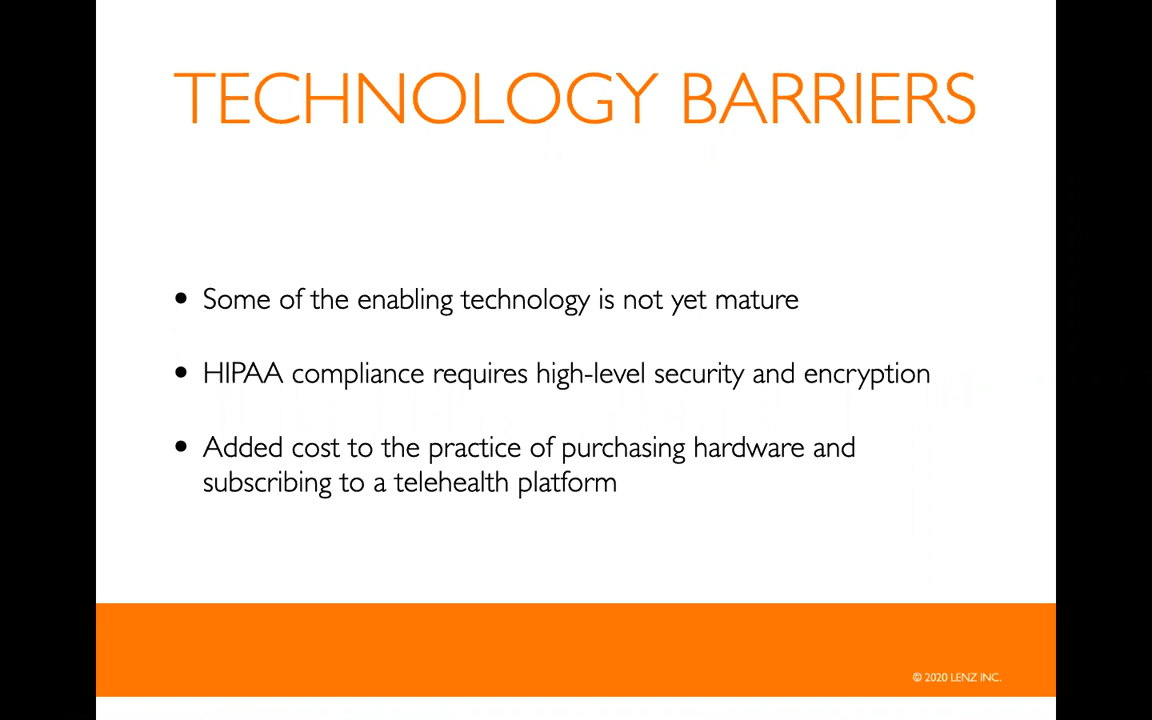 TECHNOLOGY BARRIERS
• Some of the enabling technology is not yet mature
• HIPAA compliance requires high-level security and encryption
• Added cost to the practice of purchasing hardware and
subscribing to a telehealth platform
© 2020 LENZ INC.